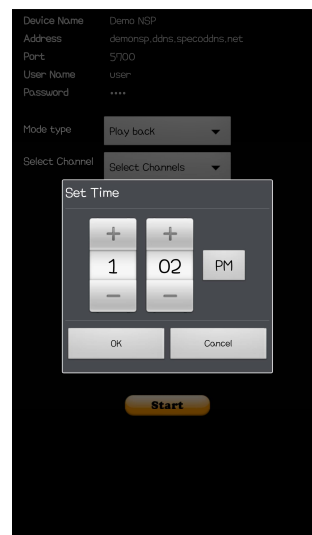 Device Name Demo NSP
Address demonsp.ddns.specoddns.net
Port 5700
User Name user
Password ••••
Mode type Play back
Select Channel Select Channels
Set Time
+ +
1 02 PM
− −
OK Cancel
Start